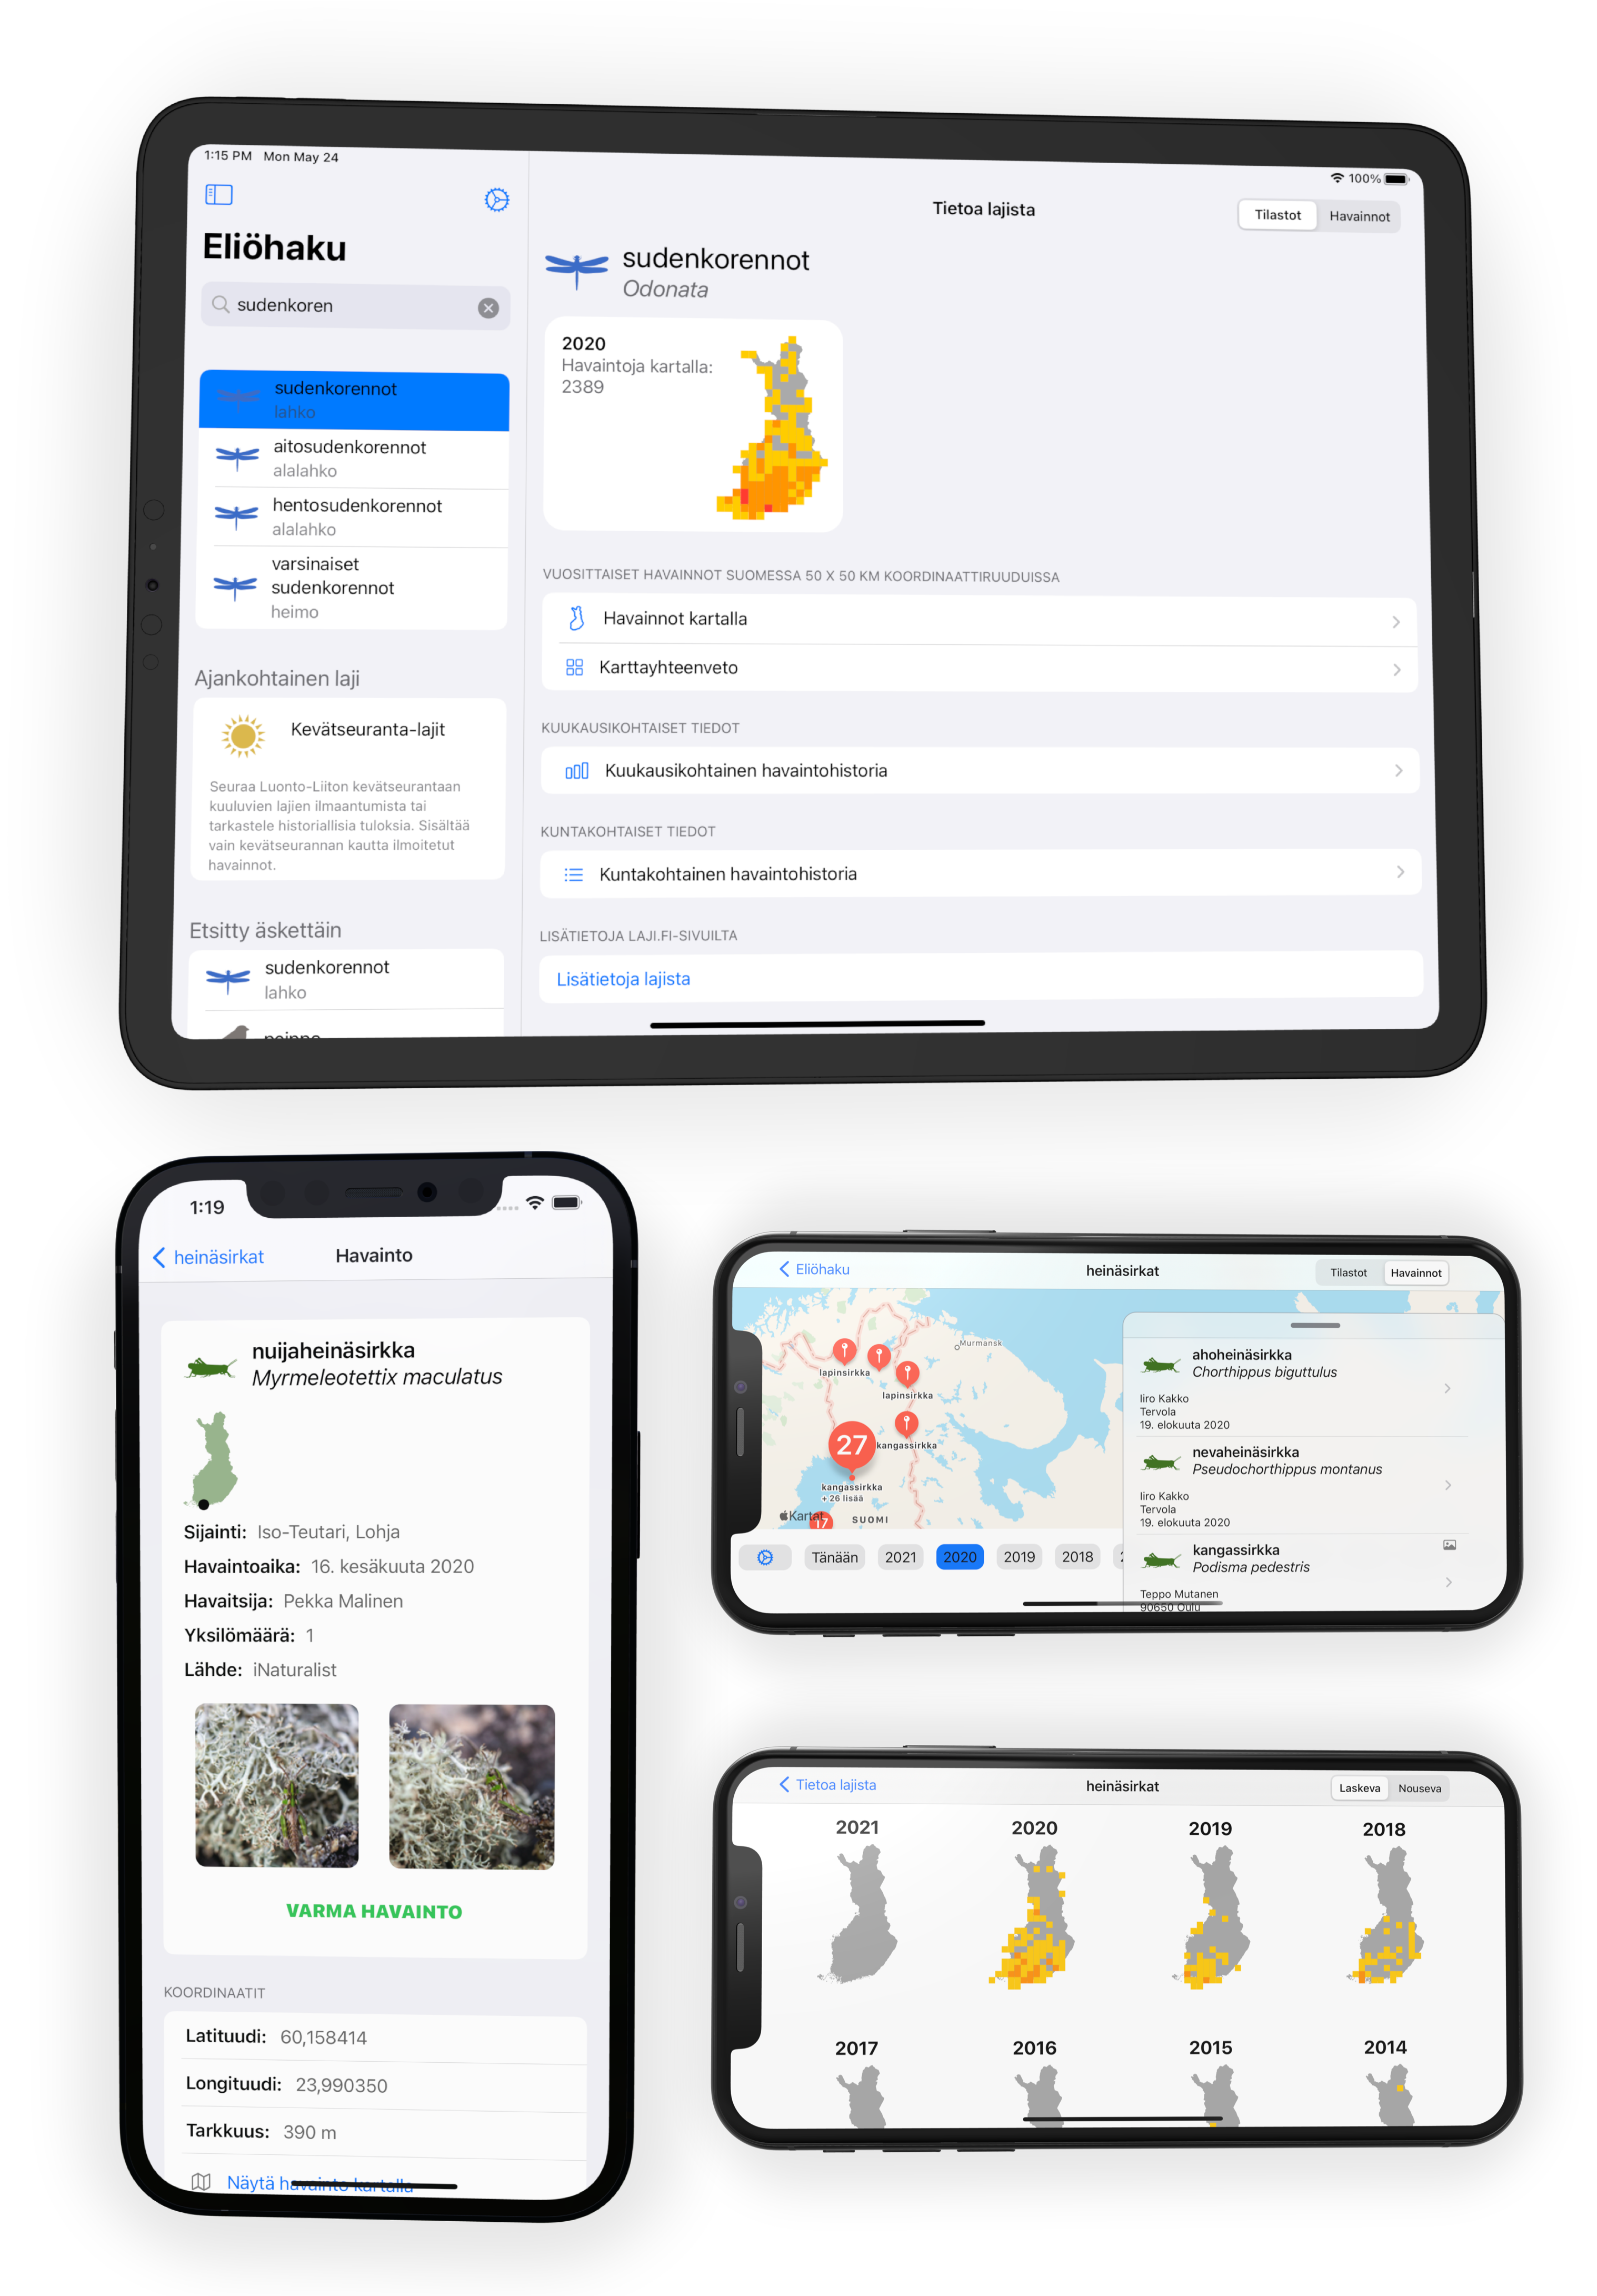 1:15 PM Mon May 24
100%
Eliöhaku
sudenkoren
sudenkorennot
lahko
aitosudenkorennot
alalahko
hentosudenkorennot
alalahko
varsinaiset
sudenkorennot
heimo
Ajankohtainen laji
Kevätseuranta-lajit
Seuraa Luonto-Liiton kevätseurantaan
kuuluvien lajien ilmaantumista tai
tarkastele historiallisia tuloksia. Sisältää
vain kevätseurannan kautta ilmoitetut
havainnot.
Etsitty äskettäin
sudenkorennot
lahko
Tietoa lajista
Tilastot
Havainnot
sudenkorennot
Odonata
2020
Havaintoja kartalla:
2389
VUOSITTAISET HAVAINNOT SUOMESSA 50 X 50 KM KOORDINAATTIRUUDUISSA
Havainnot kartalla
Karttayhteenveto
KUUKAUSIKOHTAISET TIEDOT
Kuukausikohtainen havaintohistoria
KUNTAKOHTAISET TIEDOT
Kuntakohtainen havaintohistoria
LISÄTIETOJA LAJI.FI-SIVUILTA
Lisätietoja lajista
1:19
heinäsirkat
Havainto
nuijaheinäsirkka
Myrmeleotettix maculatus
Sijainti: Iso-Teutari, Lohja
Havaintoaika: 16. kesäkuuta 2020
Havaitsija: Pekka Malinen
Yksilömäärä: 1
Lähde: iNaturalist
VARMA HAVAINTO
KOORDINAATIT
Latituudi: 60,158414
Longituudi: 23,990350
Tarkkuus: 390 m
Näytä havainto kartalla
Eliöhaku
heinäsirkat
Tilastot
Havainnot
Murmansk
lapinsirkka
lapinsirkka
kangassirkka
27
kangassirkka
+ 26 lisää
Kartat
17
SUOMI
Tänään
2021
2020
2019
2018
ahoheinäsirkka
Chorthippus biguttulus
Iiro Kakko
Tervola
19. elokuuta 2020
nevaheinäsirkka
Pseudochorthippus montanus
Iiro Kakko
Tervola
19. elokuuta 2020
kangassirkka
Podisma pedestris
Teppo Mutanen
90650 Oulu
Tietoa lajista
heinäsirkat
Laskeva
Nouseva
2021
2020
2019
2018
2017
2016
2015
2014